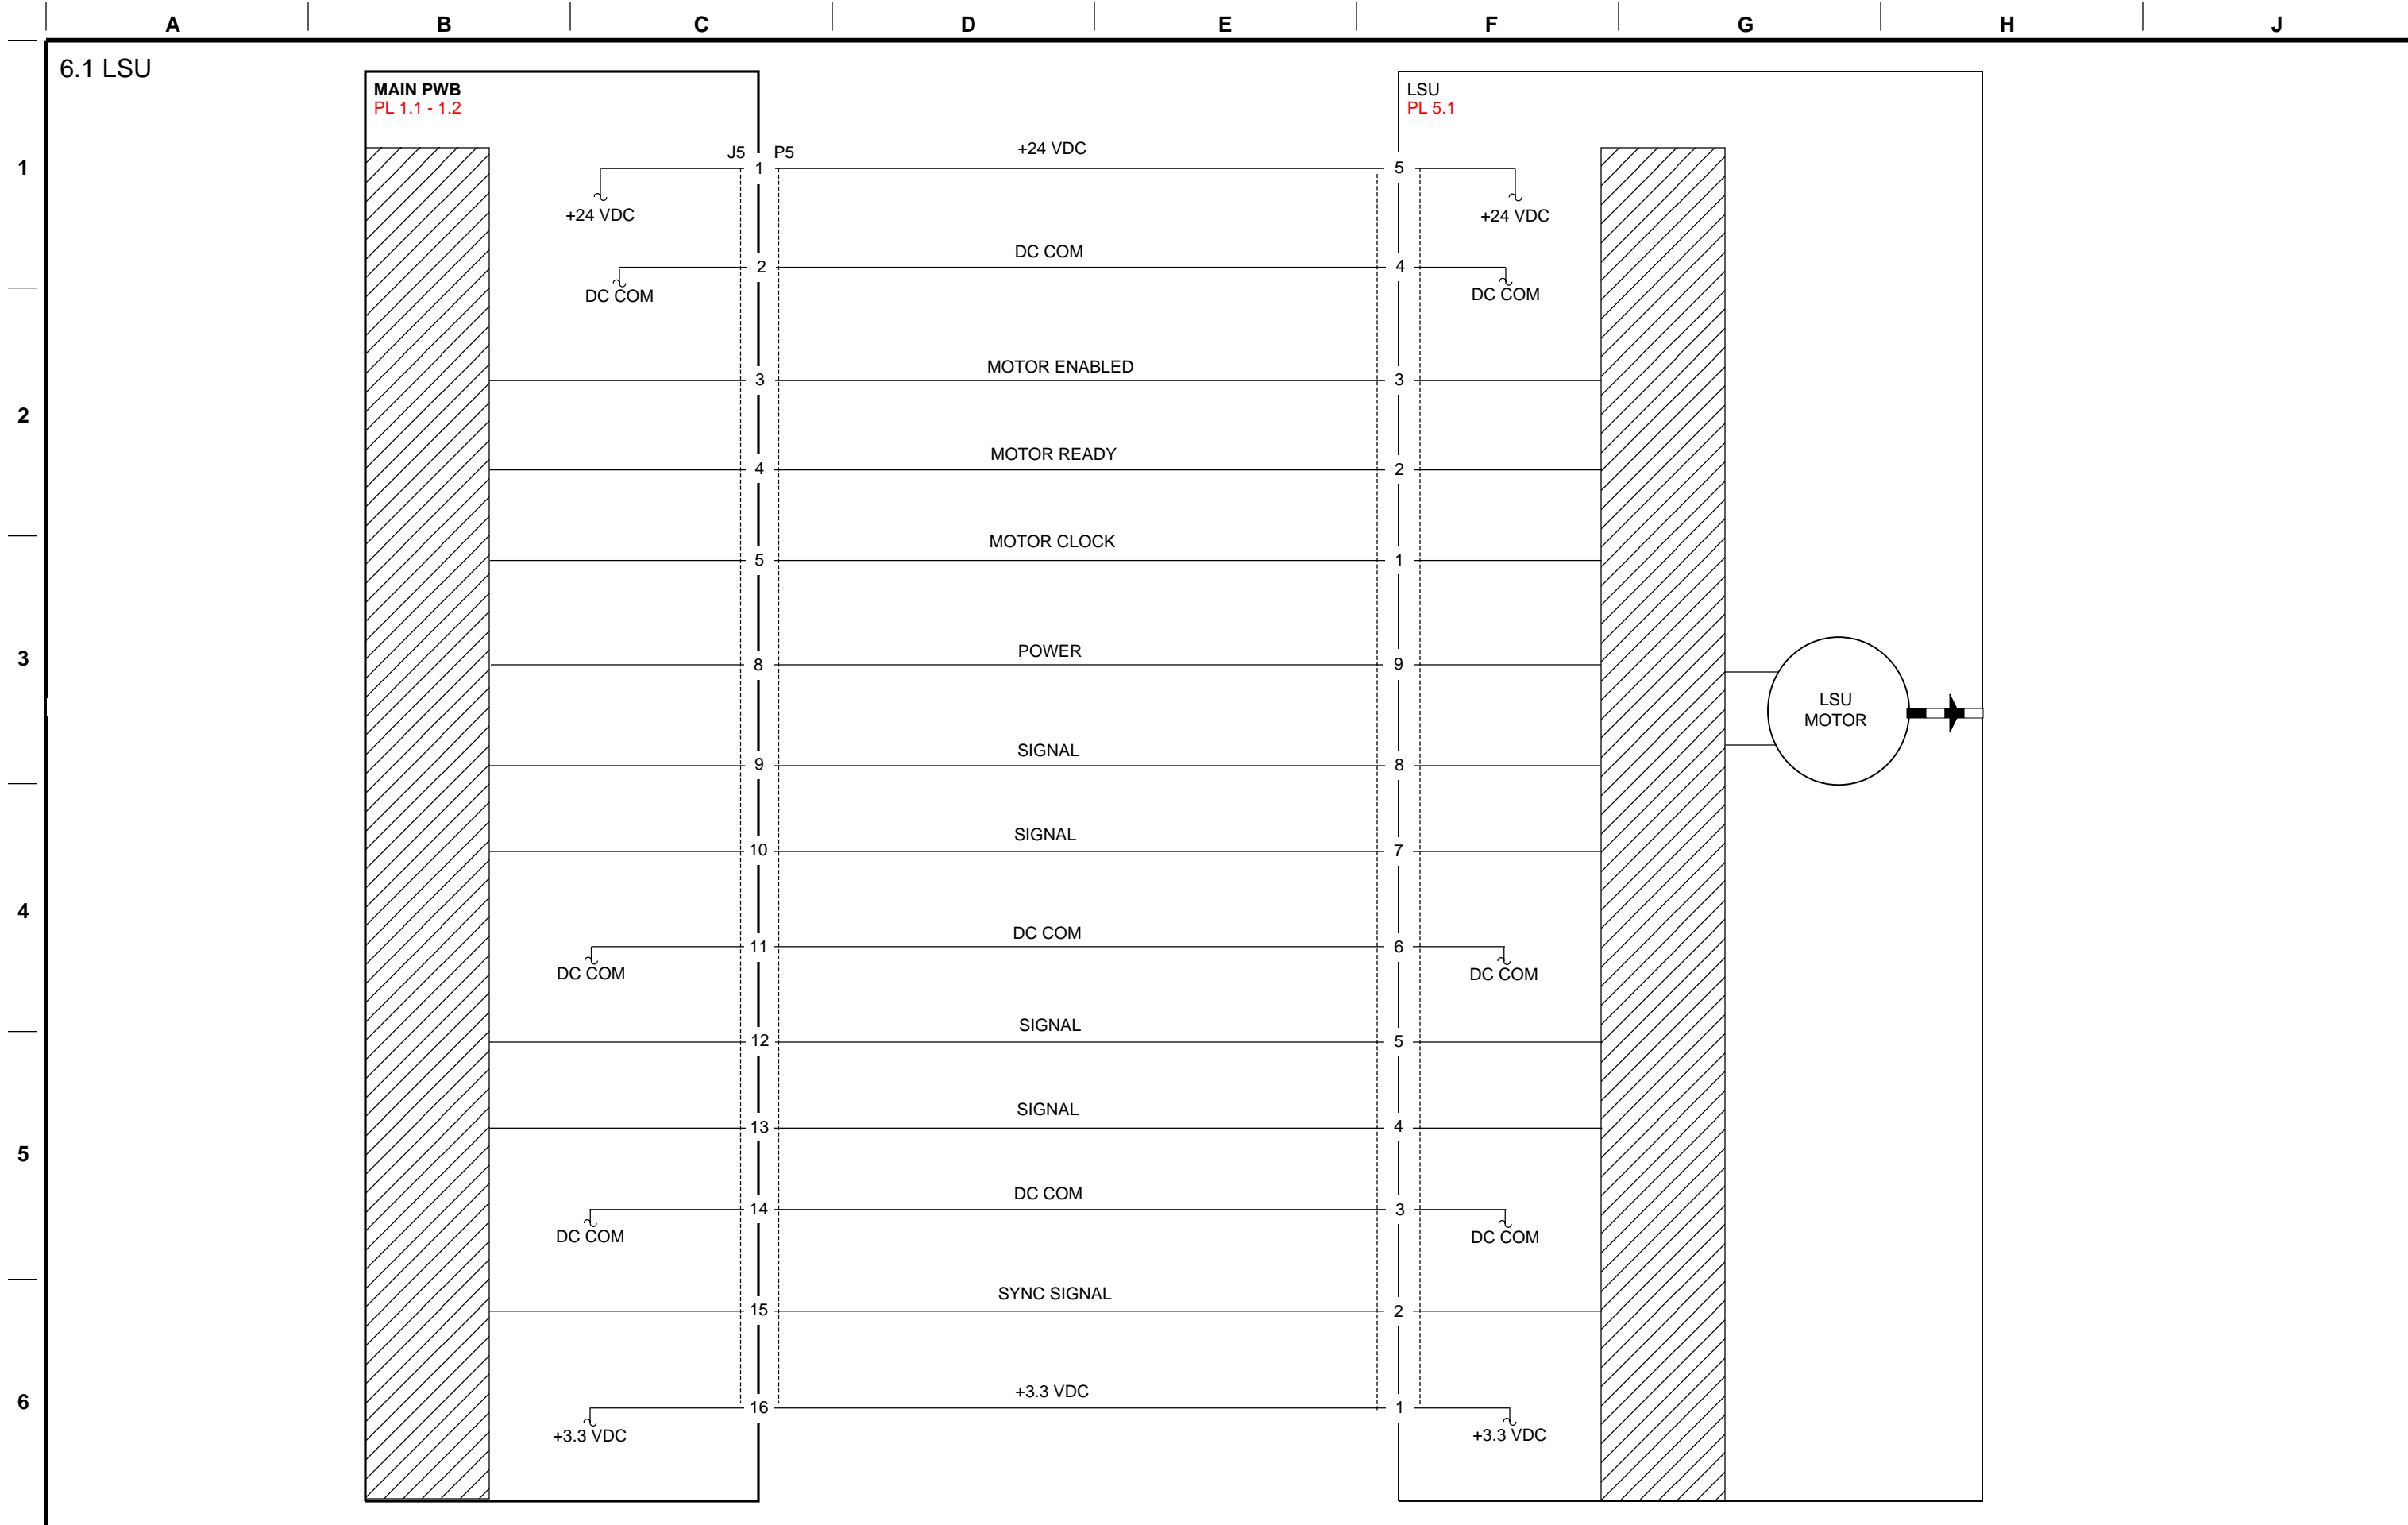 A B C D E F G H J
6.1 LSU
MAIN PWB
PL 1.1 - 1.2
LSU
PL 5.1
J5 P5
+24 VDC
1
1
5
+24 VDC
+24 VDC
DC COM
2
4
DC COM
DC COM
MOTOR ENABLED
3
3
2
MOTOR READY
4
2
MOTOR CLOCK
5
1
3
POWER
8
9
LSU
MOTOR
SIGNAL
9
8
SIGNAL
10
7
4
DC COM
11
6
DC COM
DC COM
SIGNAL
12
5
SIGNAL
13
4
5
DC COM
14
3
DC COM
DC COM
SYNC SIGNAL
15
2
6
+3.3 VDC
16
1
+3.3 VDC
+3.3 VDC